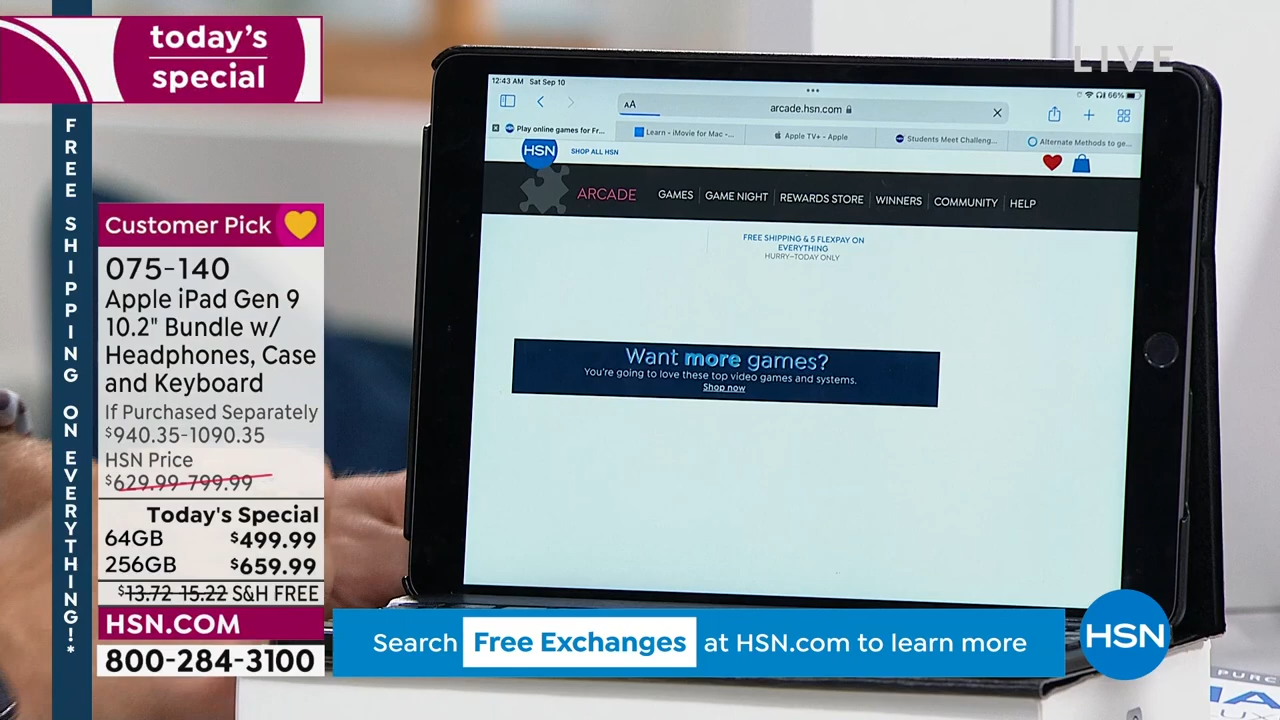 today's
special
FREE SHIPPING ON EVERYTHING!*
Customer Pick
075-140
Apple iPad Gen 9
10.2" Bundle w/
Headphones, Case
and Keyboard
If Purchased Separately
$940.35-1090.35
HSN Price
$629.99-799.99
Today's Special
64GB $499.99
256GB $659.99
$13.72-15.22 S&H FREE
HSN.COM
800-284-3100
LIVE
12:43 AM Sat Sep 10
66%
AA arcade.hsn.com
Play online games for Fr... Learn - iMovie for Mac -... Apple TV+ - Apple Students Meet Challeng... Alternate Methods to ge...
HSN SHOP ALL HSN
ARCADE GAMES GAME NIGHT REWARDS STORE WINNERS COMMUNITY HELP
FREE SHIPPING & 5 FLEXPAY ON
EVERYTHING
HURRY–TODAY ONLY
Want more games?
You're going to love these top video games and systems.
Shop now
Search Free Exchanges at HSN.com to learn more
HSN